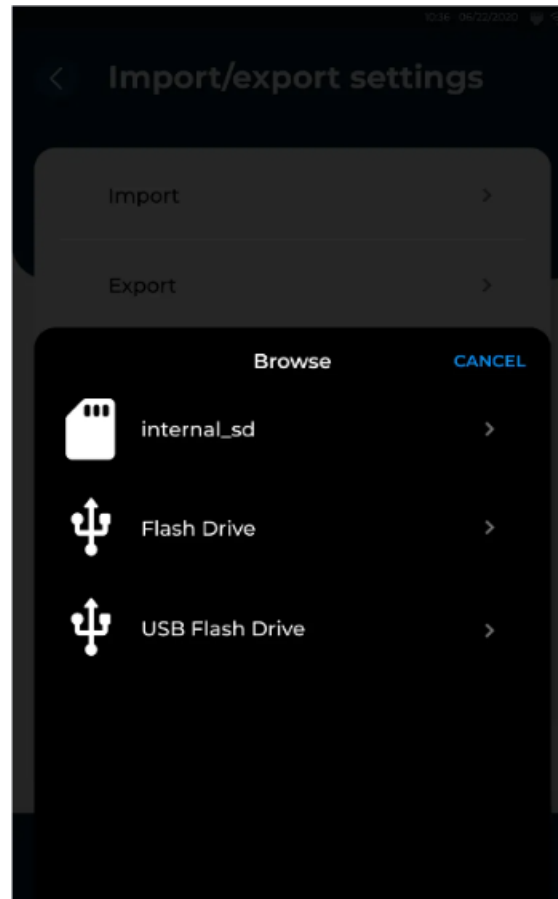 10:36 06/22/2020
Import/export settings
Import
Export
Browse CANCEL
internal_sd
Flash Drive
USB Flash Drive